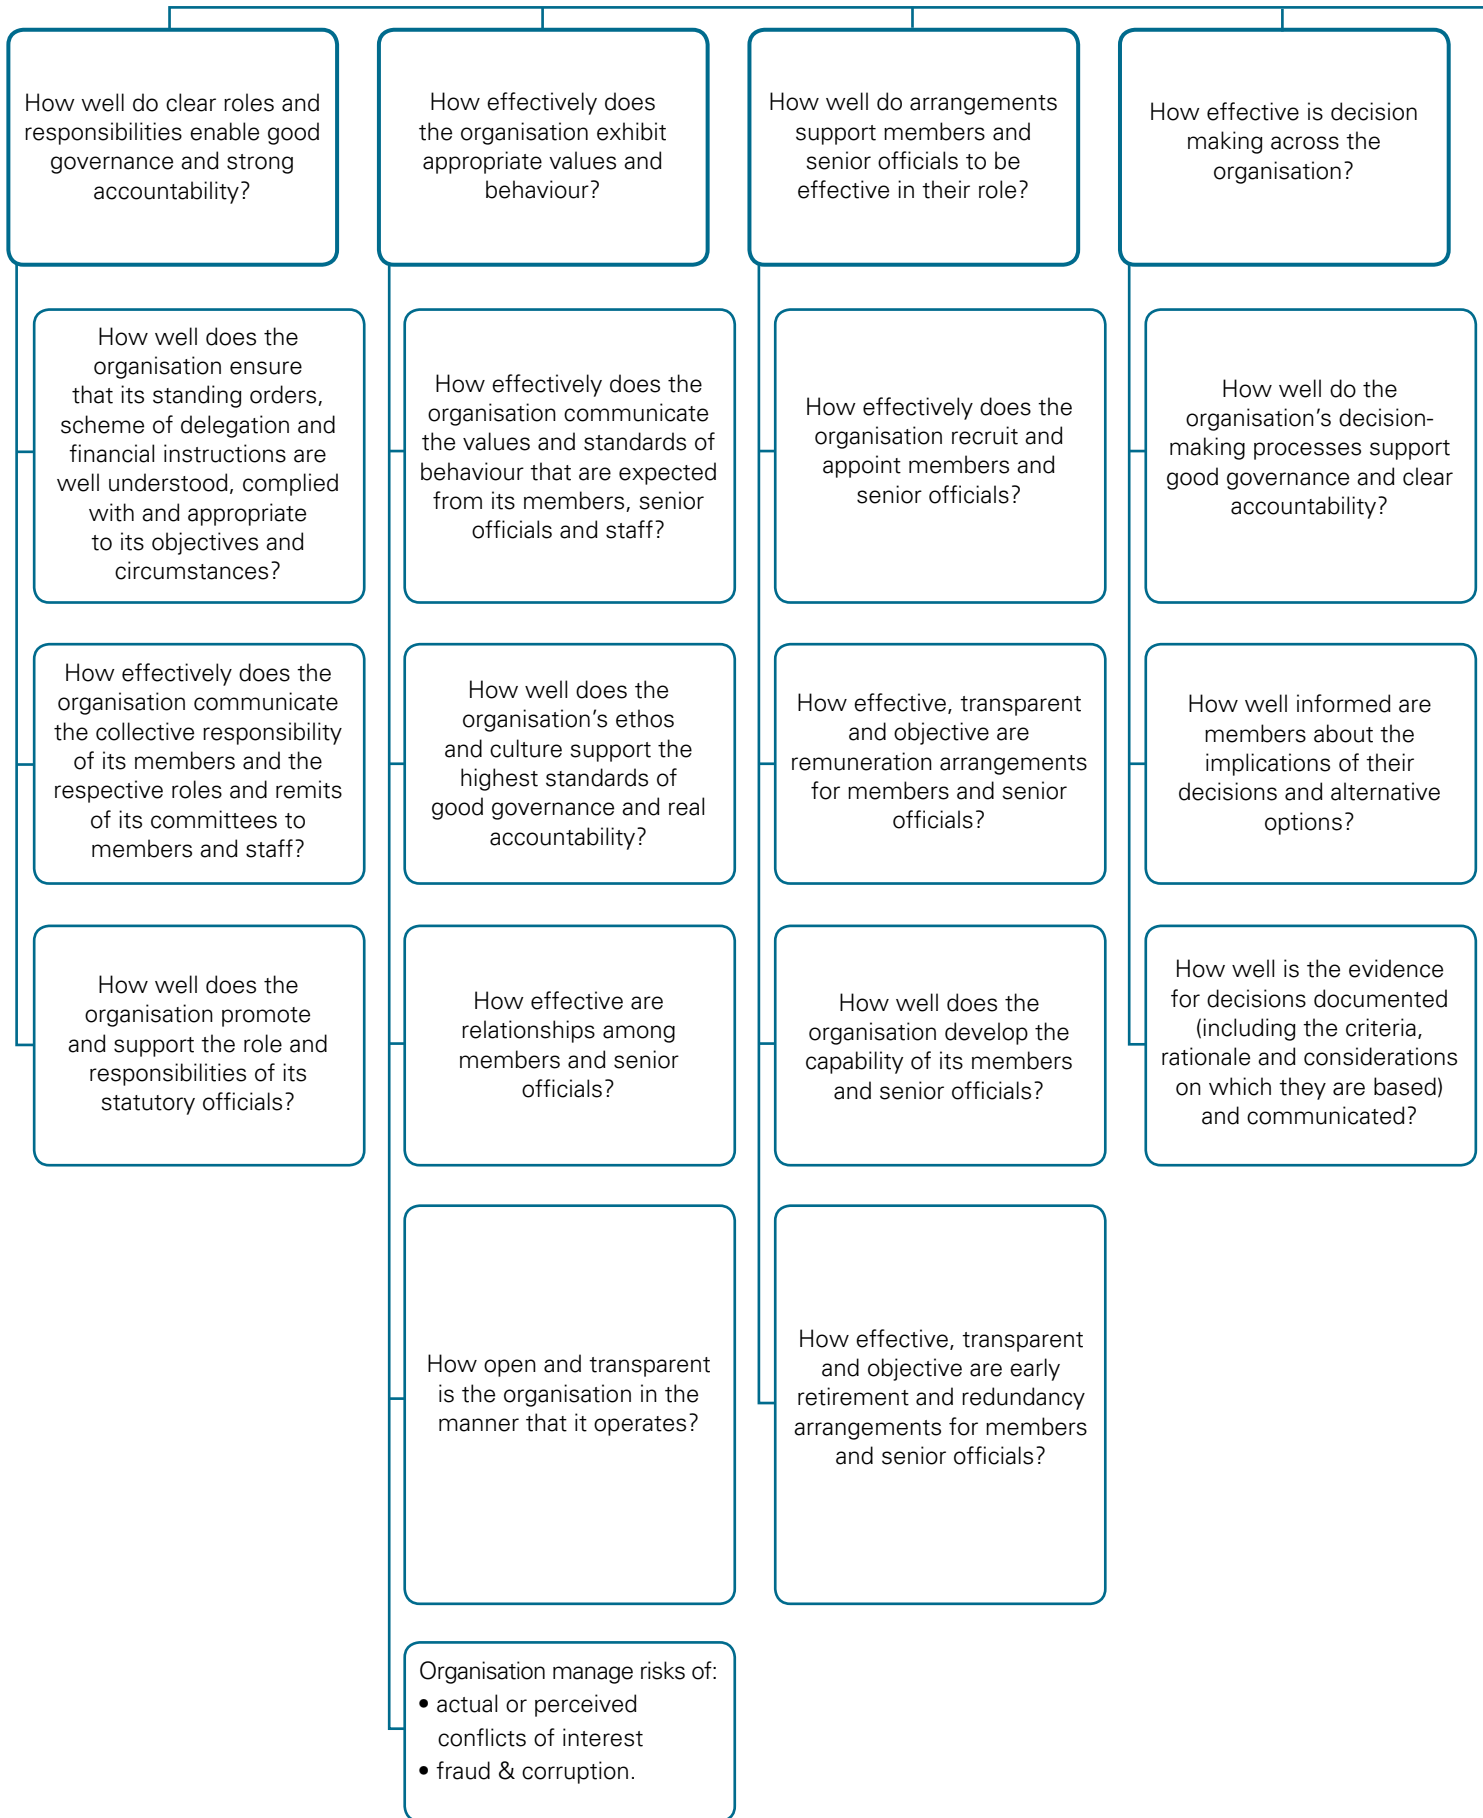 How well do clear roles and
responsibilities enable good
governance and strong
accountability?
How well does the
organisation ensure
that its standing orders,
scheme of delegation and
financial instructions are
well understood, complied
with and appropriate
to its objectives and
circumstances?
How effectively does the
organisation communicate
the collective responsibility
of its members and the
respective roles and remits
of its committees to
members and staff?
How well does the
organisation promote
and support the role and
responsibilities of its
statutory officials?
How effectively does
the organisation exhibit
appropriate values and
behaviour?
How effectively does the
organisation communicate
the values and standards of
behaviour that are expected
from its members, senior
officials and staff?
How well does the
organisation’s ethos
and culture support the
highest standards of
good governance and real
accountability?
How effective are
relationships among
members and senior
officials?
How open and transparent
is the organisation in the
manner that it operates?
Organisation manage risks of:
• actual or perceived
conflicts of interest
• fraud & corruption.
How well do arrangements
support members and
senior officials to be
effective in their role?
How effectively does the
organisation recruit and
appoint members and
senior officials?
How effective, transparent
and objective are
remuneration arrangements
for members and senior
officials?
How well does the
organisation develop the
capability of its members
and senior officials?
How effective, transparent
and objective are early
retirement and redundancy
arrangements for members
and senior officials?
How effective is decision
making across the
organisation?
How well do the
organisation’s decision-
making processes support
good governance and clear
accountability?
How well informed are
members about the
implications of their
decisions and alternative
options?
How well is the evidence
for decisions documented
(including the criteria,
rationale and considerations
on which they are based)
and communicated?